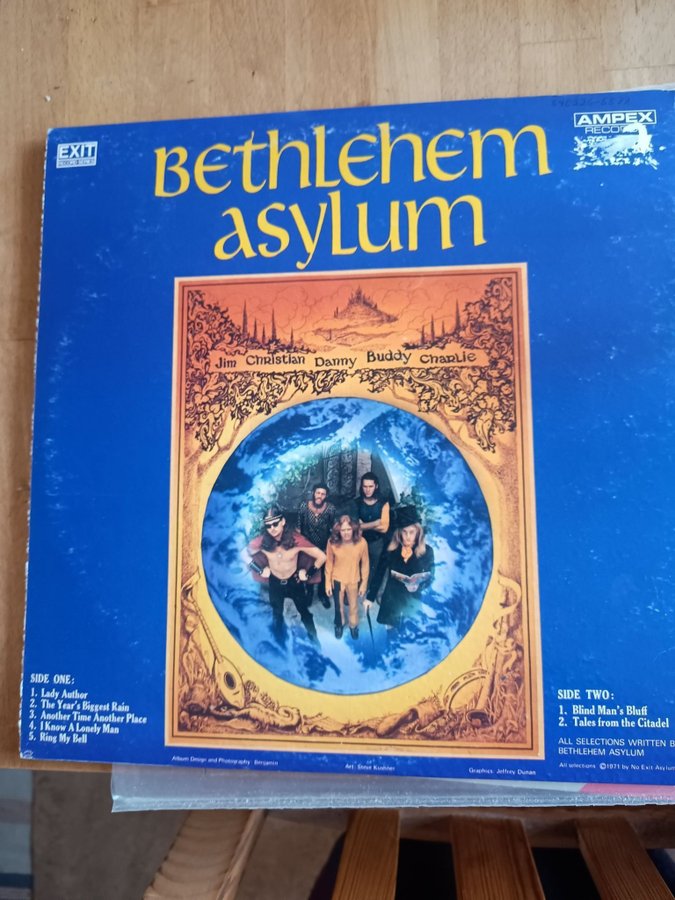 EXIT
AMPEX
BETHLEHEM
ASYLUM
Jim Christian Danny Buddy Charlie
SIDE ONE:
1. Lady Author
2. The Year's Biggest Rain
3. Another Time Another Place
4. I Know A Lonely Man
5. Ring My Bell
SIDE TWO:
1. Blind Man's Bluff
2. Tales from the Citadel
ALL SELECTIONS WRITTEN B
BETHLEHEM ASYLUM
All selections ©1971 by No Exit Asylum
Album Design and Photography: Benjamin
Art: Steve Kushner
Graphics: Jeffrey Dunan